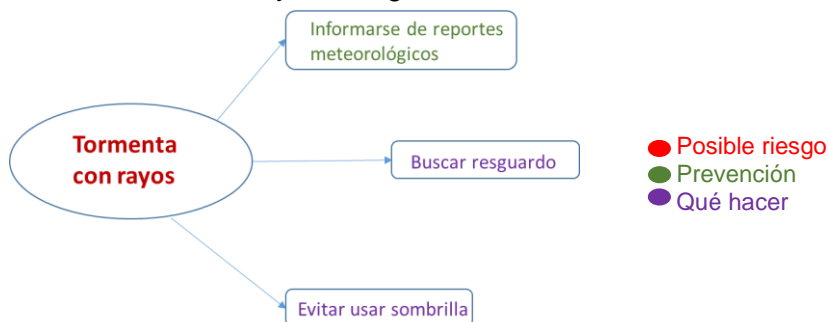 Informarse de reportes
meteorológicos
Tormenta
con rayos
Buscar resguardo
Posible riesgo
Prevención
Qué hacer
Evitar usar sombrilla